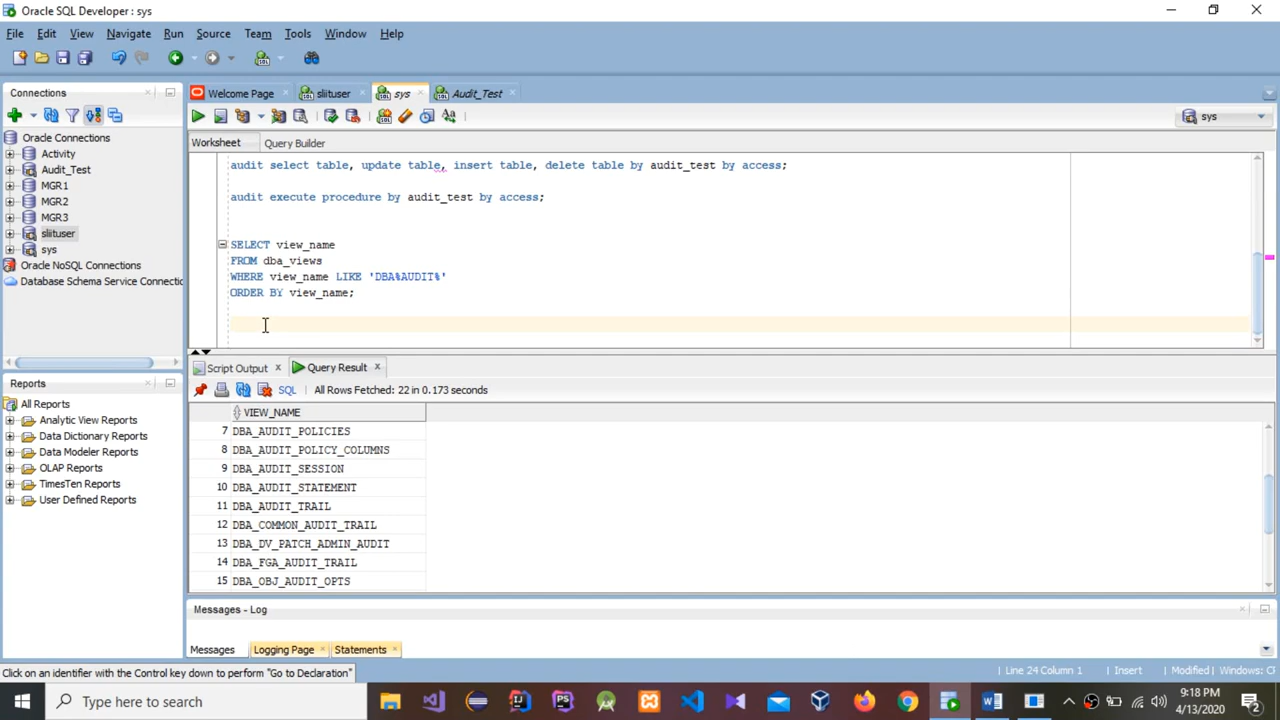 Oracle SQL Developer : sys
File Edit View Navigate Run Source Team Tools Window Help
Connections
Oracle Connections
Activity
Audit_Test
MGR1
MGR2
MGR3
sliituser
sys
Oracle NoSQL Connections
Database Schema Service Connecti
Reports
All Reports
Analytic View Reports
Data Dictionary Reports
Data Modeler Reports
OLAP Reports
TimesTen Reports
User Defined Reports
Welcome Page sliituser sys Audit_Test
sys
Worksheet Query Builder
audit select table, update table, insert table, delete table by audit_test by access;
audit execute procedure by audit_test by access;
SELECT view_name
FROM dba_views
WHERE view_name LIKE 'DBA%AUDIT%'
ORDER BY view_name;
Script Output Query Result
SQL All Rows Fetched: 22 in 0.173 seconds
VIEW_NAME
7 DBA_AUDIT_POLICIES
8 DBA_AUDIT_POLICY_COLUMNS
9 DBA_AUDIT_SESSION
10 DBA_AUDIT_STATEMENT
11 DBA_AUDIT_TRAIL
12 DBA_COMMON_AUDIT_TRAIL
13 DBA_DV_PATCH_ADMIN_AUDIT
14 DBA_FGA_AUDIT_TRAIL
15 DBA_OBJ_AUDIT_OPTS
Messages - Log
Messages Logging Page Statements
Click on an identifier with the Control key down to perform "Go to Declaration"
Line 24 Column 1 Insert Modified Windows: C
Type here to search
9:18 PM
4/13/2020
2